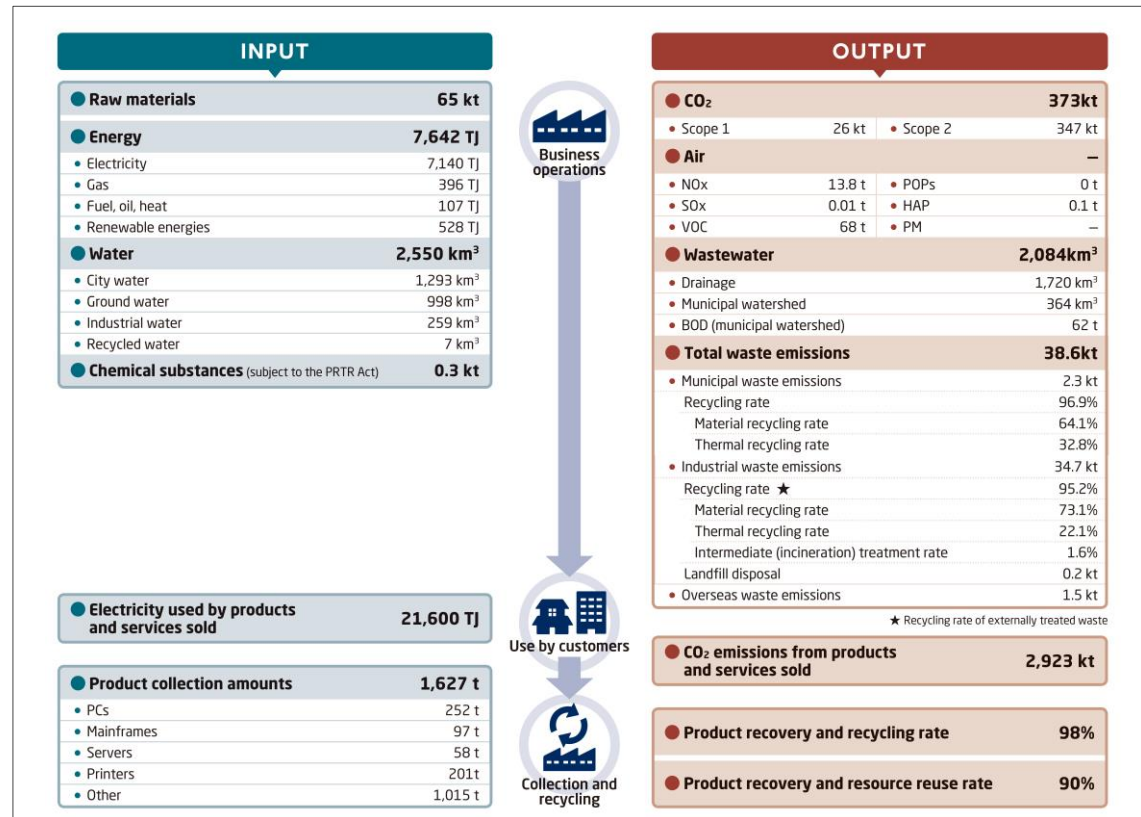 INPUT
Raw materials 65 kt
Energy 7,642 TJ
• Electricity 7,140 TJ
• Gas 396 TJ
• Fuel, oil, heat 107 TJ
• Renewable energies 528 TJ
Water 2,550 km³
• City water 1,293 km³
• Ground water 998 km³
• Industrial water 259 km³
• Recycled water 7 km³
Chemical substances (subject to the PRTR Act) 0.3 kt
Electricity used by products
and services sold 21,600 TJ
Product collection amounts 1,627 t
• PCs 252 t
• Mainframes 97 t
• Servers 58 t
• Printers 201t
• Other 1,015 t
Business
operations
Use by customers
Collection and
recycling
OUTPUT
CO₂ 373kt
• Scope 1 26 kt • Scope 2 347 kt
Air –
• NOx 13.8 t • POPs 0 t
• SOx 0.01 t • HAP 0.1 t
• VOC 68 t • PM –
Wastewater 2,084km³
• Drainage 1,720 km³
• Municipal watershed 364 km³
• BOD (municipal watershed) 62 t
Total waste emissions 38.6kt
• Municipal waste emissions 2.3 kt
Recycling rate 96.9%
Material recycling rate 64.1%
Thermal recycling rate 32.8%
• Industrial waste emissions 34.7 kt
Recycling rate ★ 95.2%
Material recycling rate 73.1%
Thermal recycling rate 22.1%
Intermediate (incineration) treatment rate 1.6%
Landfill disposal 0.2 kt
• Overseas waste emissions 1.5 kt
★ Recycling rate of externally treated waste
CO₂ emissions from products
and services sold 2,923 kt
Product recovery and recycling rate 98%
Product recovery and resource reuse rate 90%